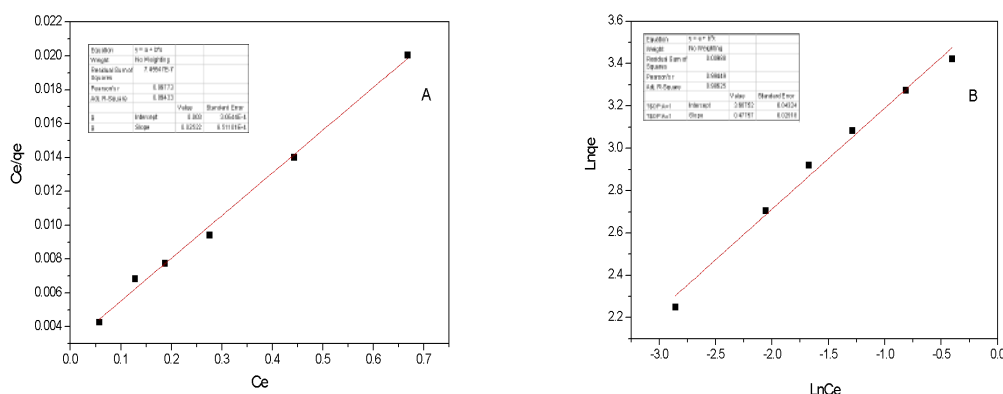 0.022
0.020
0.018
0.016
0.014
0.012
0.010
0.008
0.006
0.004
Ce/qe
0.0 0.1 0.2 0.3 0.4 0.5 0.6 0.7
Ce
A
Equation y = a + b*x
Weight No Weighting
Residual Sum of Squares
Pearson's r
Adj. R-Square
Value Standard Error
Intercept 0.003
Slope 0.02522
3.6
3.4
3.2
3.0
2.8
2.6
2.4
2.2
Lnqe
-3.0 -2.5 -2.0 -1.5 -1.0 -0.5 0.0
LnCe
B
Equation y = a + b*x
Weight No Weighting
Residual Sum of Squares
Pearson's r
Adj. R-Square
Value Standard Error
Intercept
Slope